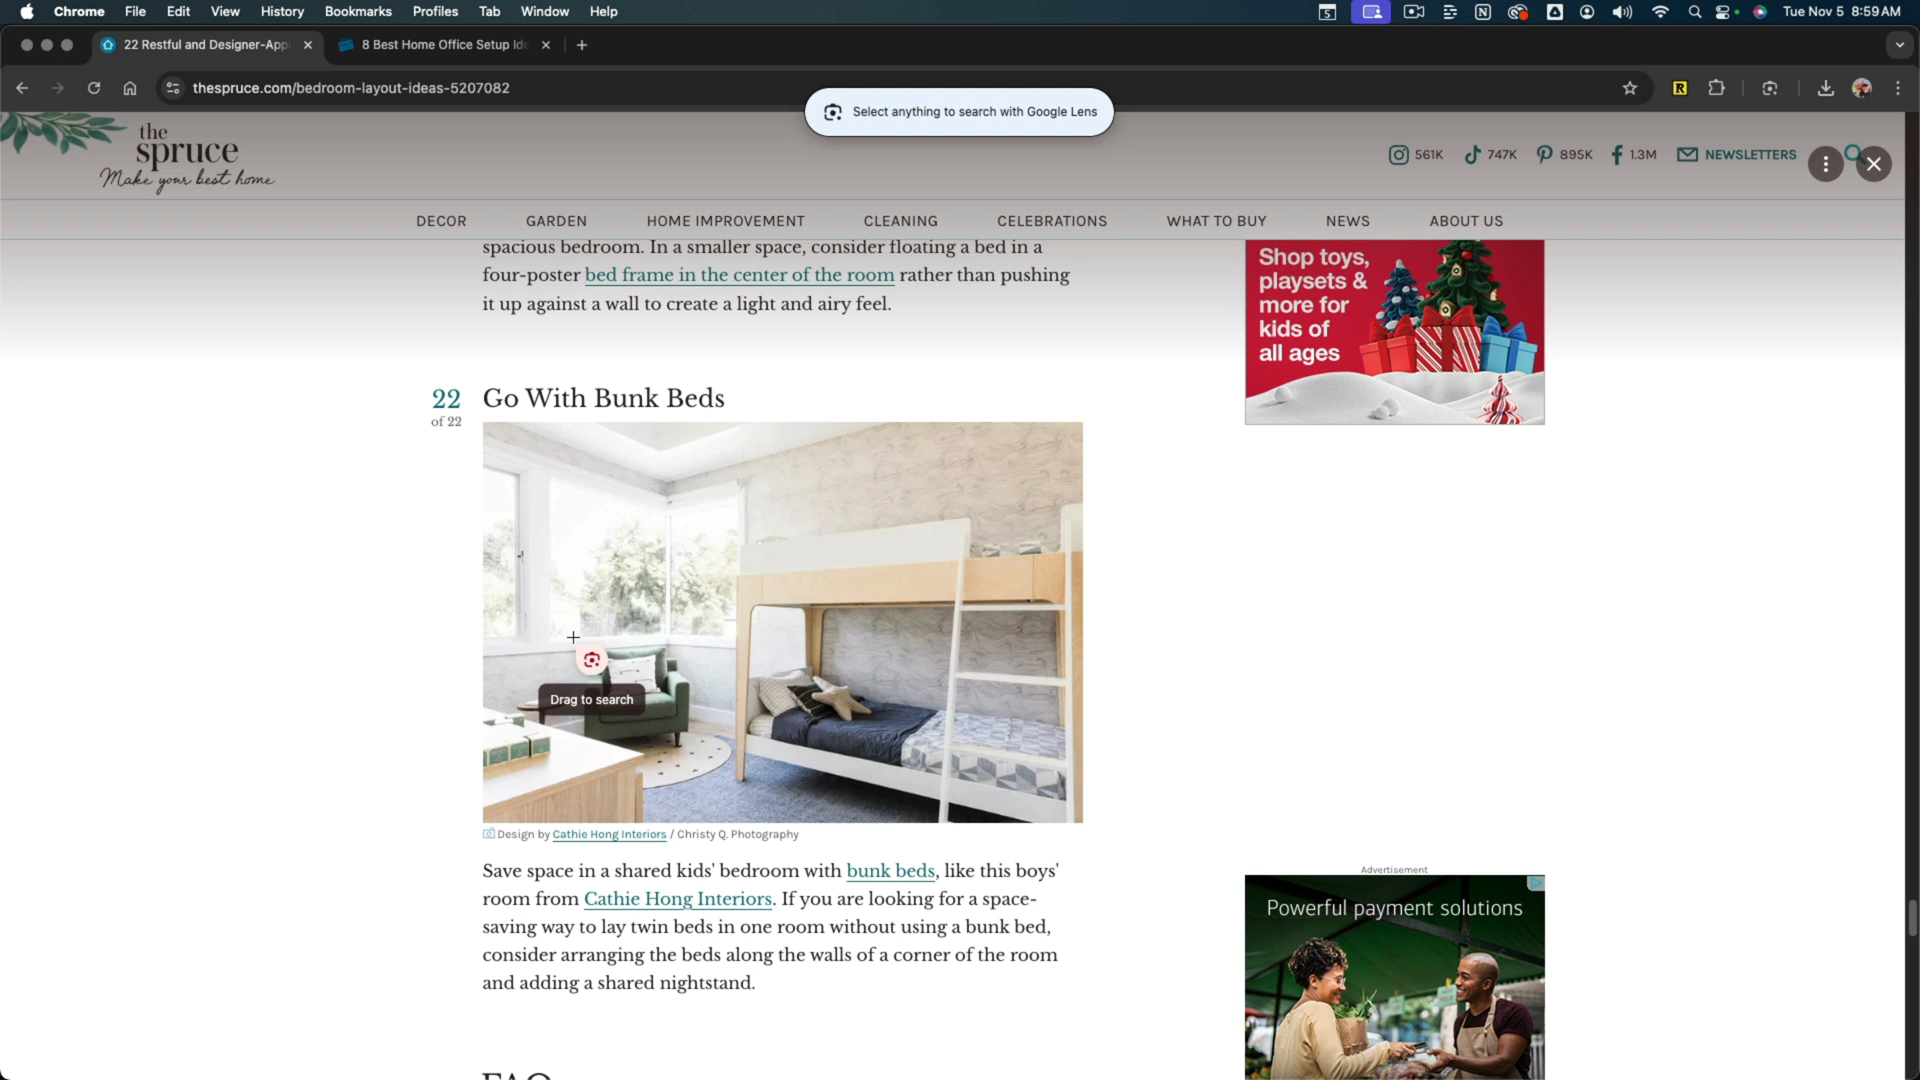 Chrome File Edit View History Bookmarks Profiles Tab Window Help
5
Tue Nov 5 8:59 AM
22 Restful and Designer-App
8 Best Home Office Setup Ide
thespruce.com/bedroom-layout-ideas-5207082
R
Select anything to search with Google Lens
the
spruce
Make your best home
561K 747K 895K 1.3M NEWSLETTERS
DECOR GARDEN HOME IMPROVEMENT CLEANING CELEBRATIONS WHAT TO BUY NEWS ABOUT US
spacious bedroom. In a smaller space, consider floating a bed in a
four-poster bed frame in the center of the room rather than pushing
it up against a wall to create a light and airy feel.
Shop toys,
playsets &
more for
kids of
all ages
22
of 22
Go With Bunk Beds
Drag to search
Design by Cathie Hong Interiors / Christy Q. Photography
Save space in a shared kids' bedroom with bunk beds, like this boys'
room from Cathie Hong Interiors. If you are looking for a space-
saving way to lay twin beds in one room without using a bunk bed,
consider arranging the beds along the walls of a corner of the room
and adding a shared nightstand.
Advertisement
Powerful payment solutions
FAQ